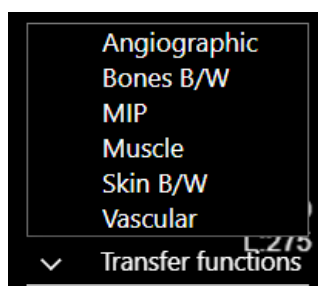 Angiographic
Bones B/W
MIP
Muscle
Skin B/W
Vascular
L:275
Transfer functions